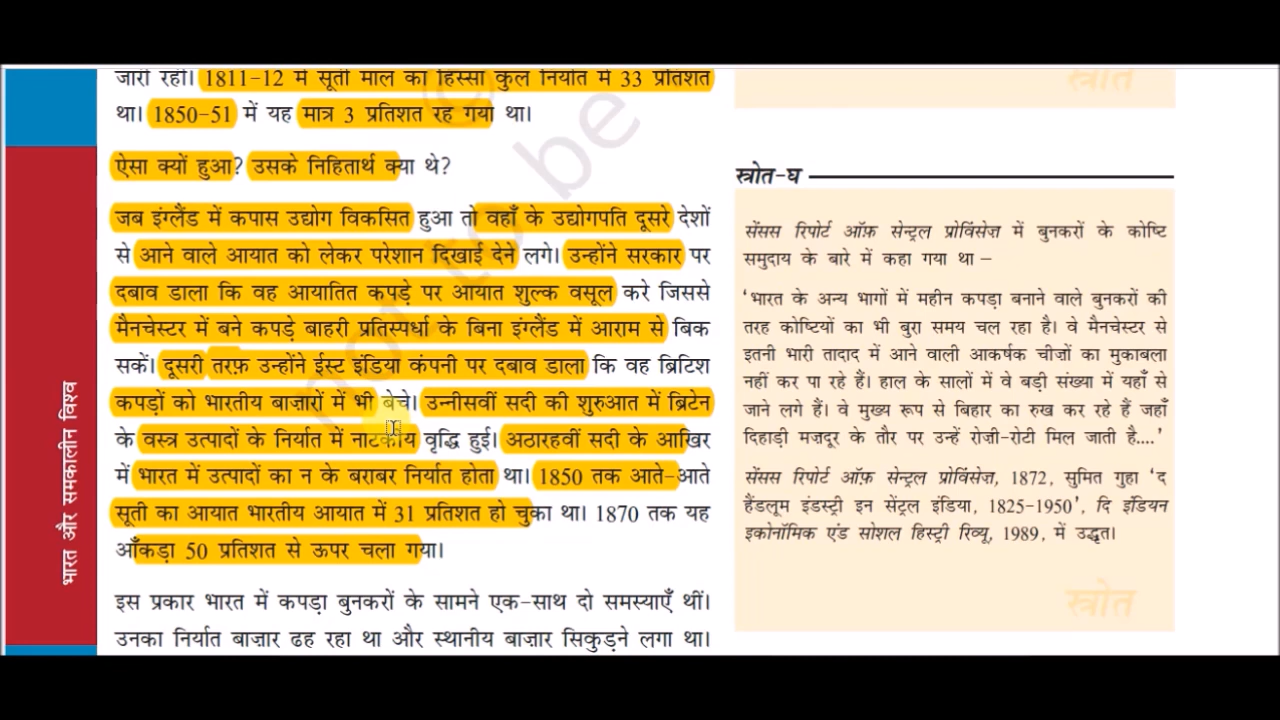 जारी रही। 1811-12 में सूती माल का हिस्सा कुल निर्यात में 33 प्रतिशत
था। 1850-51 में यह मात्र 3 प्रतिशत रह गया था।
ऐसा क्यों हुआ? उसके निहितार्थ क्या थे?
जब इंग्लैंड में कपास उद्योग विकसित हुआ तो वहाँ के उद्योगपति दूसरे देशों
से आने वाले आयात को लेकर परेशान दिखाई देने लगे। उन्होंने सरकार पर
दबाव डाला कि वह आयातित कपड़े पर आयात शुल्क वसूल करे जिससे
मैनचेस्टर में बने कपड़े बाहरी प्रतिस्पर्धा के बिना इंग्लैंड में आराम से बिक
सकें। दूसरी तरफ़ उन्होंने ईस्ट इंडिया कंपनी पर दबाव डाला कि वह ब्रिटिश
कपड़ों को भारतीय बाज़ारों में भी बेचे। उन्नीसवीं सदी की शुरुआत में ब्रिटेन
के वस्त्र उत्पादों के निर्यात में नाटकीय वृद्धि हुई। अठारहवीं सदी के आखिर
में भारत में उत्पादों का न के बराबर निर्यात होता था। 1850 तक आते-आते
सूती का आयात भारतीय आयात में 31 प्रतिशत हो चुका था। 1870 तक यह
आँकड़ा 50 प्रतिशत से ऊपर चला गया।
इस प्रकार भारत में कपड़ा बुनकरों के सामने एक-साथ दो समस्याएँ थीं।
उनका निर्यात बाज़ार ढह रहा था और स्थानीय बाज़ार सिकुड़ने लगा था।
स्त्रोत
स्त्रोत-घ
सेंसस रिपोर्ट ऑफ़ सेन्ट्रल प्रोविंसेज़ में बुनकरों के कोष्टि
समुदाय के बारे में कहा गया था –
'भारत के अन्य भागों में महीन कपड़ा बनाने वाले बुनकरों की
तरह कोष्टियों का भी बुरा समय चल रहा है। वे मैनचेस्टर से
इतनी भारी तादाद में आने वाली आकर्षक चीज़ों का मुकाबला
नहीं कर पा रहे हैं। हाल के सालों में वे बड़ी संख्या में यहाँ से
जाने लगे हैं। वे मुख्य रूप से बिहार का रुख कर रहे हैं जहाँ
दिहाड़ी मजदूर के तौर पर उन्हें रोज़ी-रोटी मिल जाती है....'
सेंसस रिपोर्ट ऑफ़ सेन्ट्रल प्रोविंसेज़, 1872, सुमित गुहा 'द
हैंडलूम इंडस्ट्री इन सेंट्रल इंडिया, 1825-1950', दि इंडियन
इकोनॉमिक एंड सोशल हिस्ट्री रिव्यू, 1989, में उद्धृत।
स्त्रोत
भारत और समकालीन विश्व
not to be
©